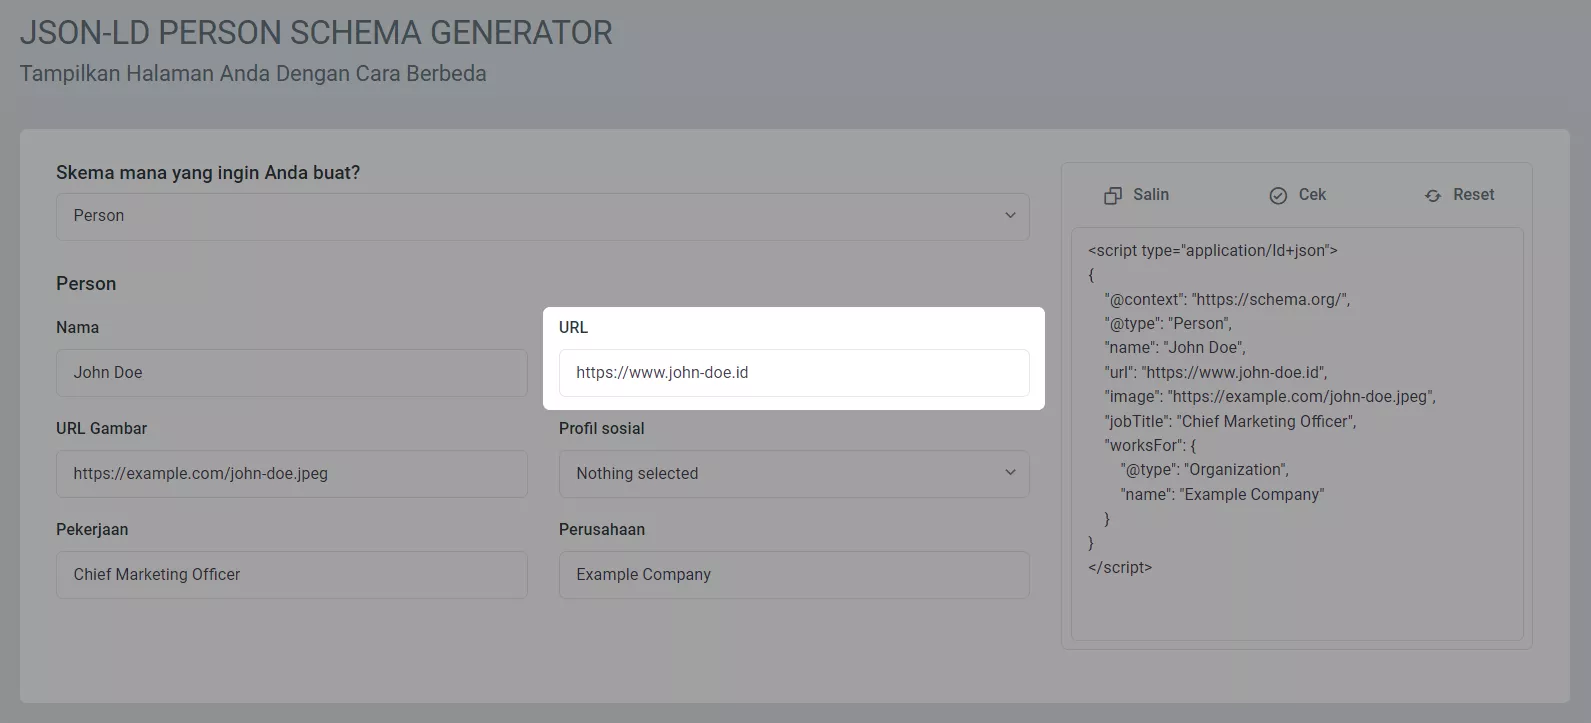 JSON-LD PERSON SCHEMA GENERATOR
Tampilkan Halaman Anda Dengan Cara Berbeda
Skema mana yang ingin Anda buat?
Person
Person
Nama
John Doe
URL
https://www.john-doe.id
URL Gambar
https://example.com/john-doe.jpeg
Profil sosial
Nothing selected
Pekerjaan
Chief Marketing Officer
Perusahaan
Example Company
Salin
Cek
Reset
<script type="application/ld+json">
{
"@context": "https://schema.org/",
"@type": "Person",
"name": "John Doe",
"url": "https://www.john-doe.id",
"image": "https://example.com/john-doe.jpeg",
"jobTitle": "Chief Marketing Officer",
"worksFor": {
"@type": "Organization",
"name": "Example Company"
}
}
</script>